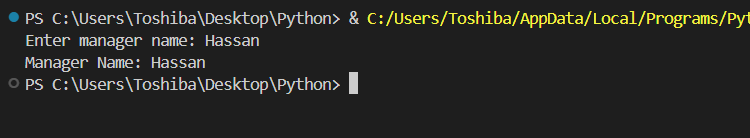 PS C:\Users\Toshiba\Desktop\Python> & C:/Users/Toshiba/AppData/Local/Programs/Pyt
Enter manager name: Hassan
Manager Name: Hassan
PS C:\Users\Toshiba\Desktop\Python>